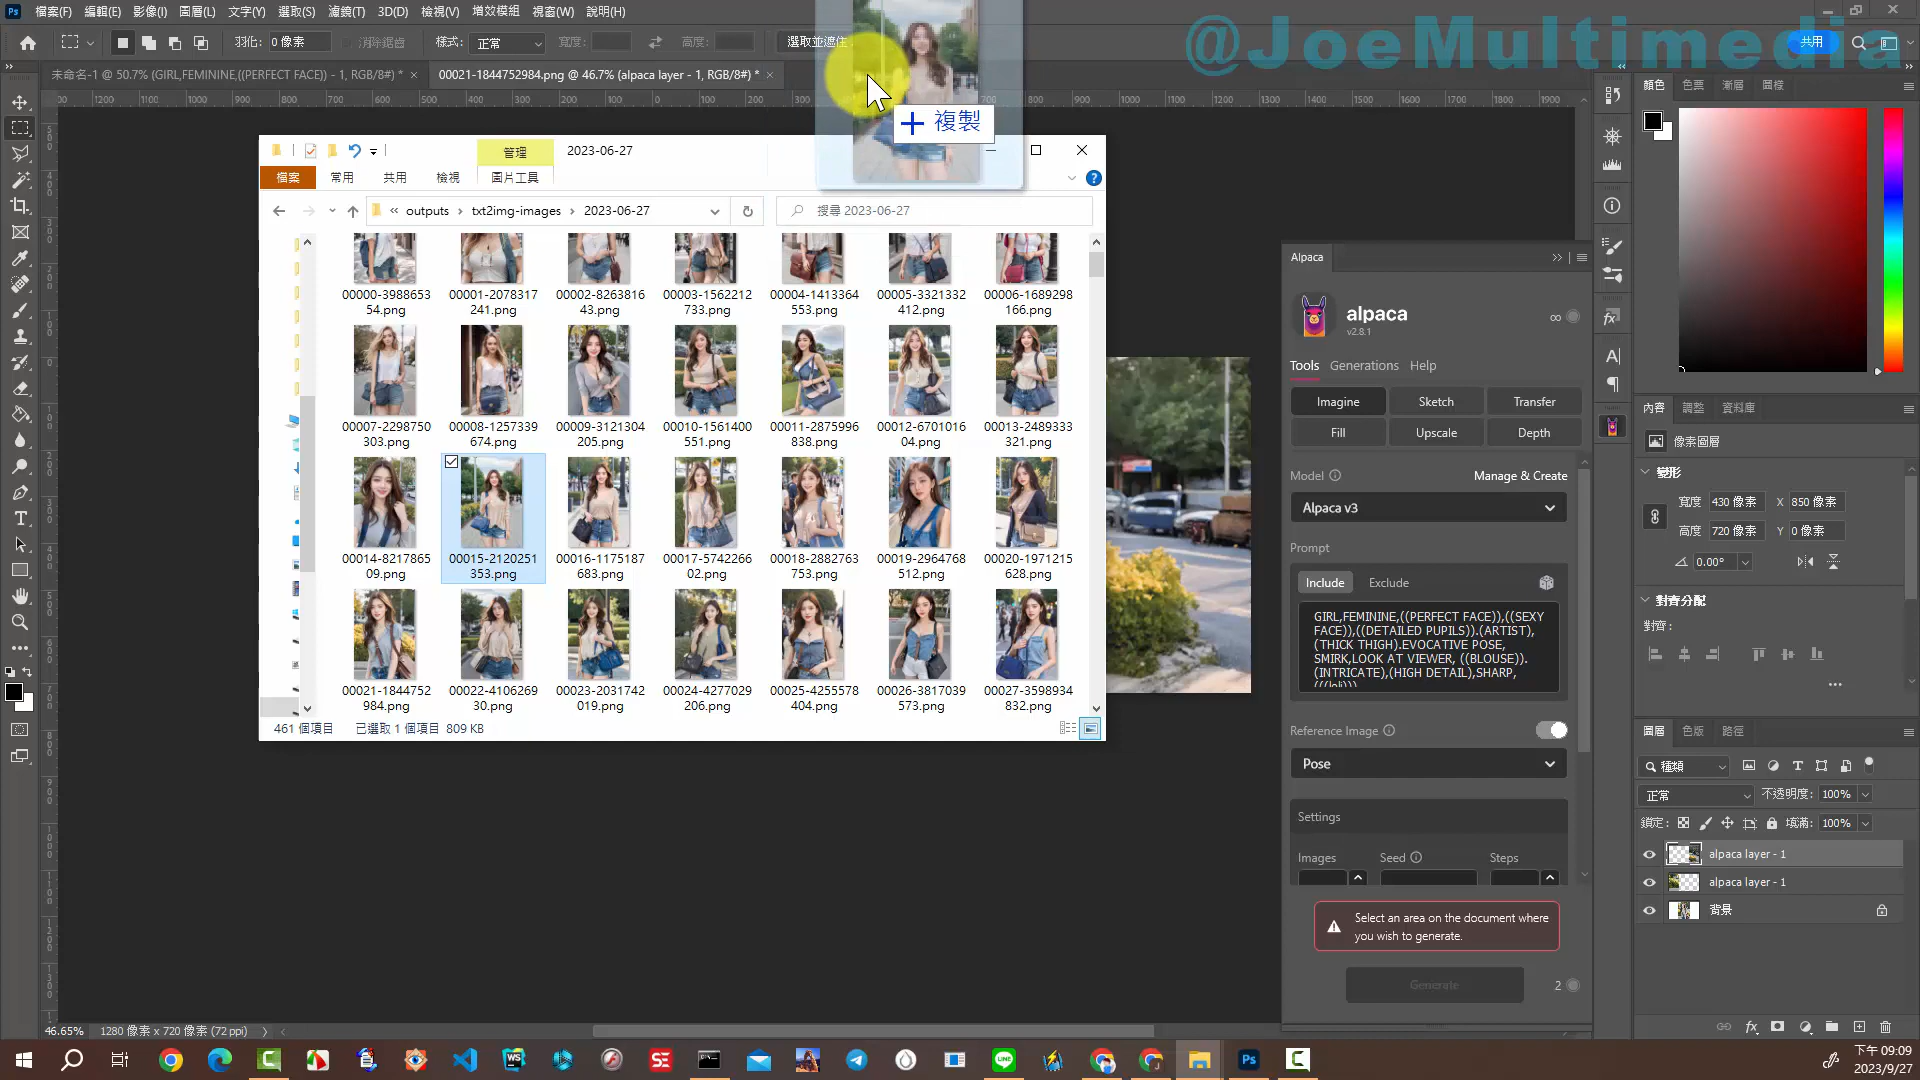 檔案(F) 編輯(E) 影像(I) 圖層(L) 文字(Y) 選取(S) 濾鏡(T) 3D(D) 檢視(V) 增效模組 視窗(W) 說明(H)
@JoeMultimedia
羽化: 0 像素 消除鋸齒 樣式: 正常 寬度: 高度: 選取並遮住 共用
未命名-1 @ 50.7% (GIRL,FEMININE,((PERFECT FACE)) - 1, RGB/8#) * ×
00021-1844752984.png @ 46.7% (alpaca layer - 1, RGB/8#) * ×
複製
管理 2023-06-27
檔案 常用 共用 檢視 圖片工具
« outputs › txt2img-images › 2023-06-27
搜尋 2023-06-27
00000-398865354.png
00001-2078317241.png
00002-826381643.png
00003-1562212733.png
00004-1413364553.png
00005-3321332412.png
00006-1689298166.png
00007-2298750303.png
00008-1257339674.png
00009-3121304205.png
00010-1561400551.png
00011-2875996838.png
00012-670101604.png
00013-2489333321.png
00014-821786509.png
00015-2120251353.png
00016-1175187683.png
00017-574226602.png
00018-2882763753.png
00019-2964768512.png
00020-1971215628.png
00021-1844752984.png
00022-410626930.png
00023-2031742019.png
00024-4277029206.png
00025-4255578404.png
00026-3817039573.png
00027-3598934832.png
461 個項目 已選取 1 個項目 809 KB
Alpaca
alpaca
v2.8.1
Tools Generations Help
Imagine Sketch Transfer
Fill Upscale Depth
Model Manage & Create
Alpaca v3
Prompt
Include Exclude
GIRL,FEMININE,((PERFECT FACE)),((SEXY
FACE)),((DETAILED PUPILS)).(ARTIST),
(THICK THIGH).EVOCATIVE POSE,
SMIRK,LOOK AT VIEWER, ((BLOUSE)).
(INTRICATE),(HIGH DETAIL),SHARP,
Reference Image
Pose
Settings
Images Seed Steps
Select an area on the document where
you wish to generate.
Generate 2
顏色 色票 漸層 圖樣
內容 調整 資料庫
像素圖層
變形
寬度 430 像素 X 850 像素
高度 720 像素 Y 0 像素
0.00°
對齊分配
對齊:
圖層 色版 路徑
種類
正常 不透明度: 100%
鎖定: 填滿: 100%
alpaca layer - 1
alpaca layer - 1
背景
46.65% 1280 像素 x 720 像素 (72 ppi)
下午 09:09
2023/9/27